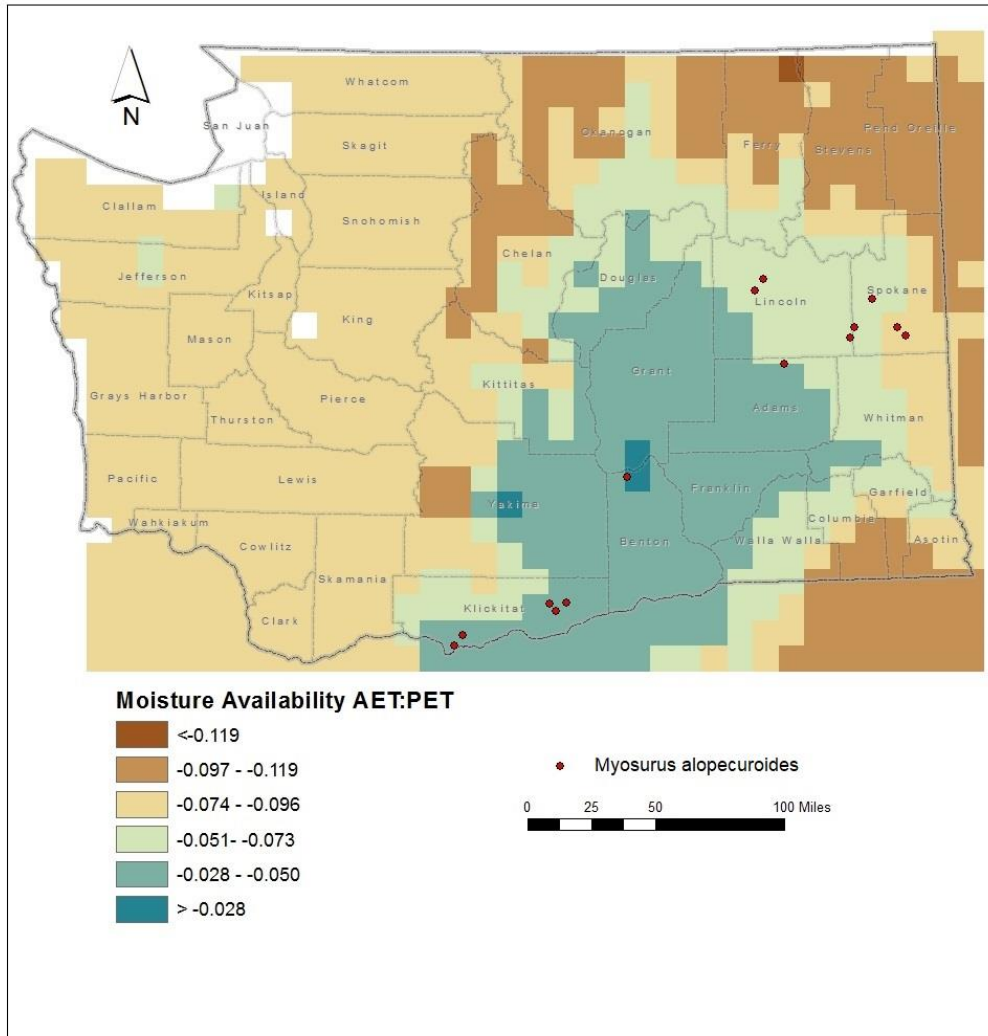 N
Whatcom
San Juan
Okanogan
Pend Oreille
Skagit
Ferry
Stevens
Island
Clallam
Snohomish
Chelan
Jefferson
Douglas
Spokane
Kitsap
Lincoln
King
Mason
Grant
Kittitas
Grays Harbor
Pierce
Adams
Thurston
Whitman
Pacific
Lewis
Franklin
Garfield
Yakima
Columbia
Wahkiakum
Benton
Walla Walla
Asotin
Cowlitz
Skamania
Klickitat
Clark
Moisture Availability AET:PET
<-0.119
-0.097 - -0.119
-0.074 - -0.096
-0.051- -0.073
-0.028 - -0.050
> -0.028
Myosurus alopecuroides
0 25 50 100 Miles